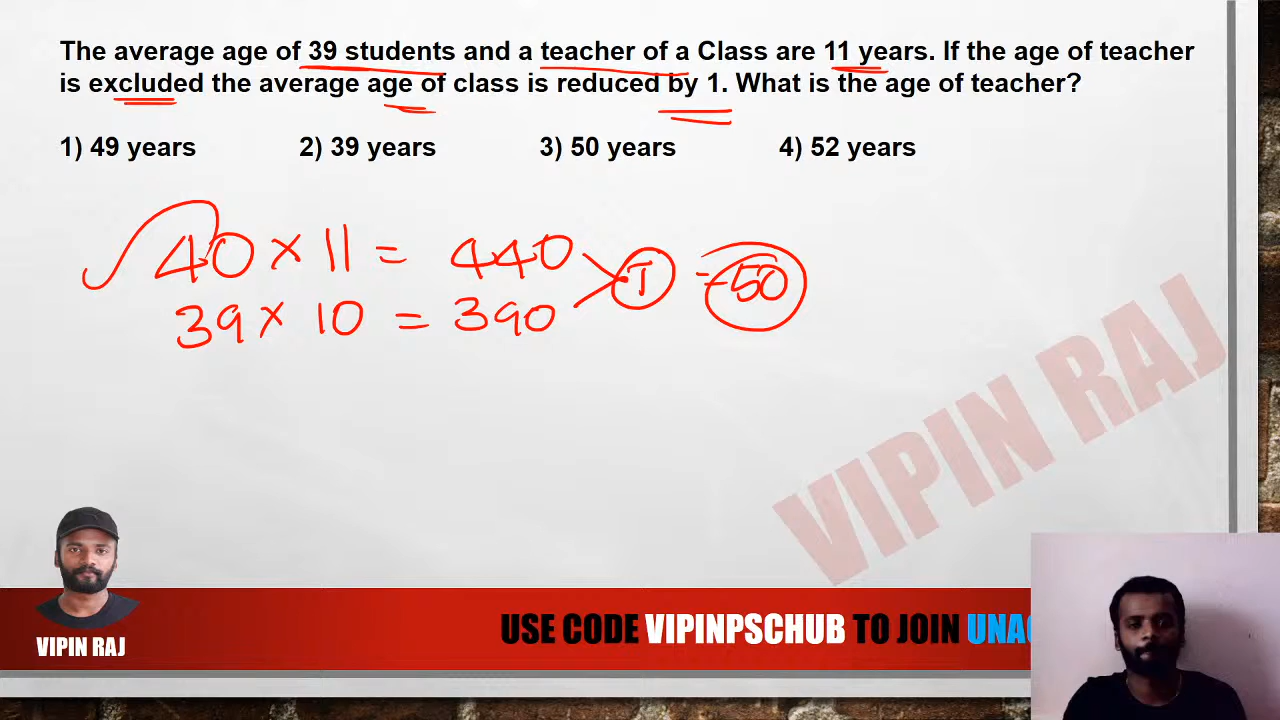 The average age of 39 students and a teacher of a Class are 11 years. If the age of teacher
is excluded the average age of class is reduced by 1. What is the age of teacher?
1) 49 years 2) 39 years 3) 50 years 4) 52 years
40 × 11 = 440
T = 50
39 × 10 = 390
VIPIN RAJ
USE CODE VIPINPSCHUB TO JOIN UNA
VIPIN RAJ